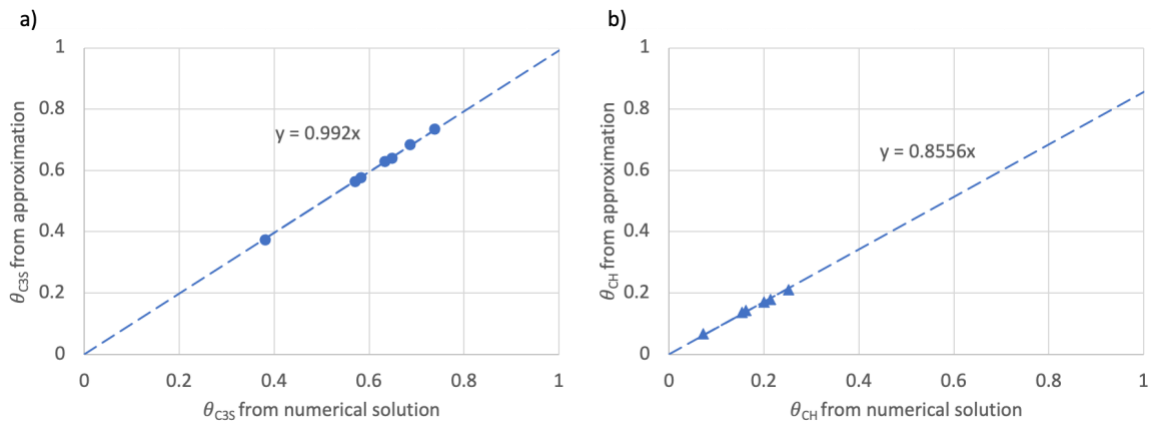 a)
1
0.8
0.6
0.4
0.2
0
y = 0.992x
θC3S from approximation
0 0.2 0.4 0.6 0.8 1
θC3S from numerical solution
b)
1
0.8
0.6
0.4
0.2
0
y = 0.8556x
θCH from approximation
0 0.2 0.4 0.6 0.8 1
θCH from numerical solution